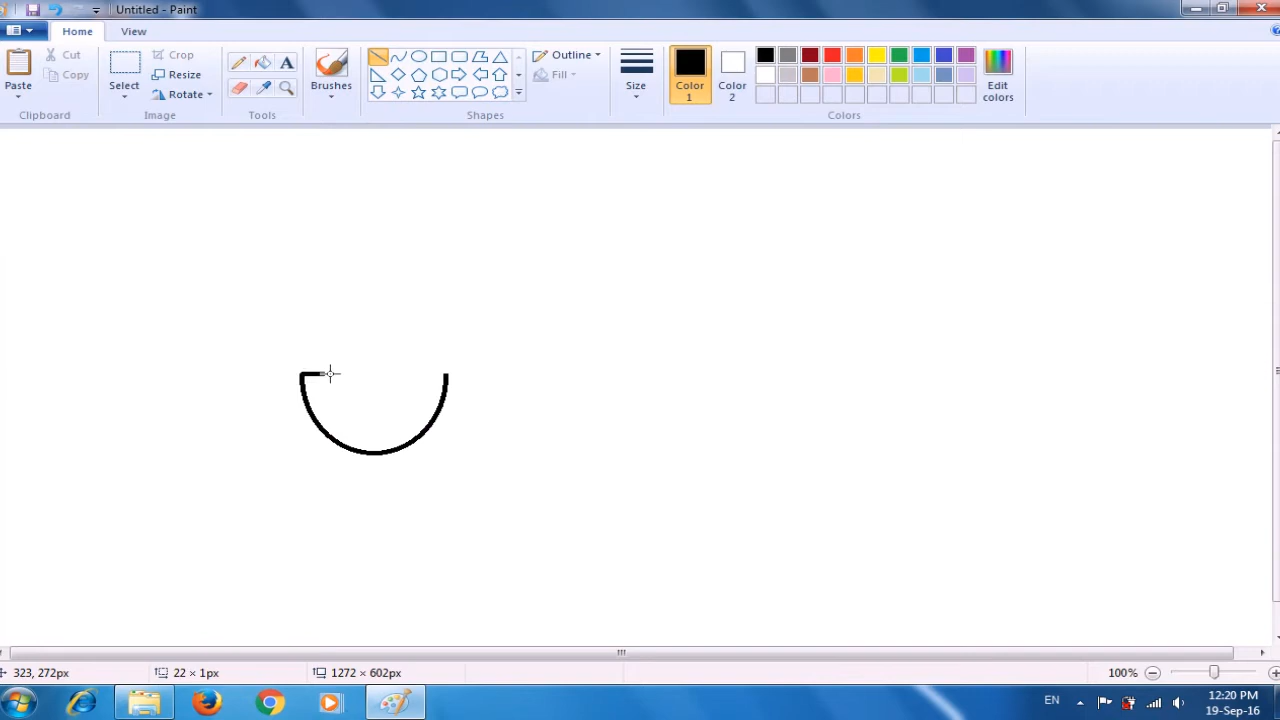 Untitled - Paint
Home View
Paste
Cut
Copy
Clipboard
Select
Crop
Resize
Rotate
Image
Tools
Brushes
Outline
Fill
Shapes
Size
Color 1
Color 2
Edit colors
Colors
323, 272px
22 × 1px
1272 × 602px
100%
EN
12:20 PM
19-Sep-16